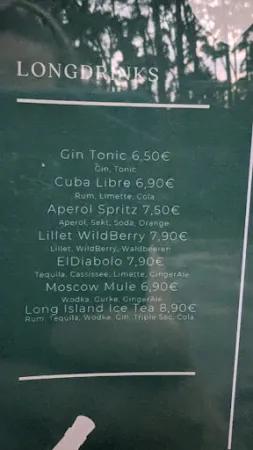 LONGDRINKS
Gin Tonic 6,50€
Gin, Tonic
Cuba Libre 6,90€
Rum, Limette, Cola
Aperol Spritz 7,50€
Aperol, Sekt, Soda, Orange
Lillet WildBerry 7,90€
Lillet, WildBerry, Waldbeeren
ElDiabolo 7,90€
Tequila, Cassissee, Limette, GingerAle
Moscow Mule 6,90€
Wodka, Gurke, GingerAle
Long Island Ice Tea 8,90€
Rum, Tequila, Wodka, Gin, Triple Sec, Cola